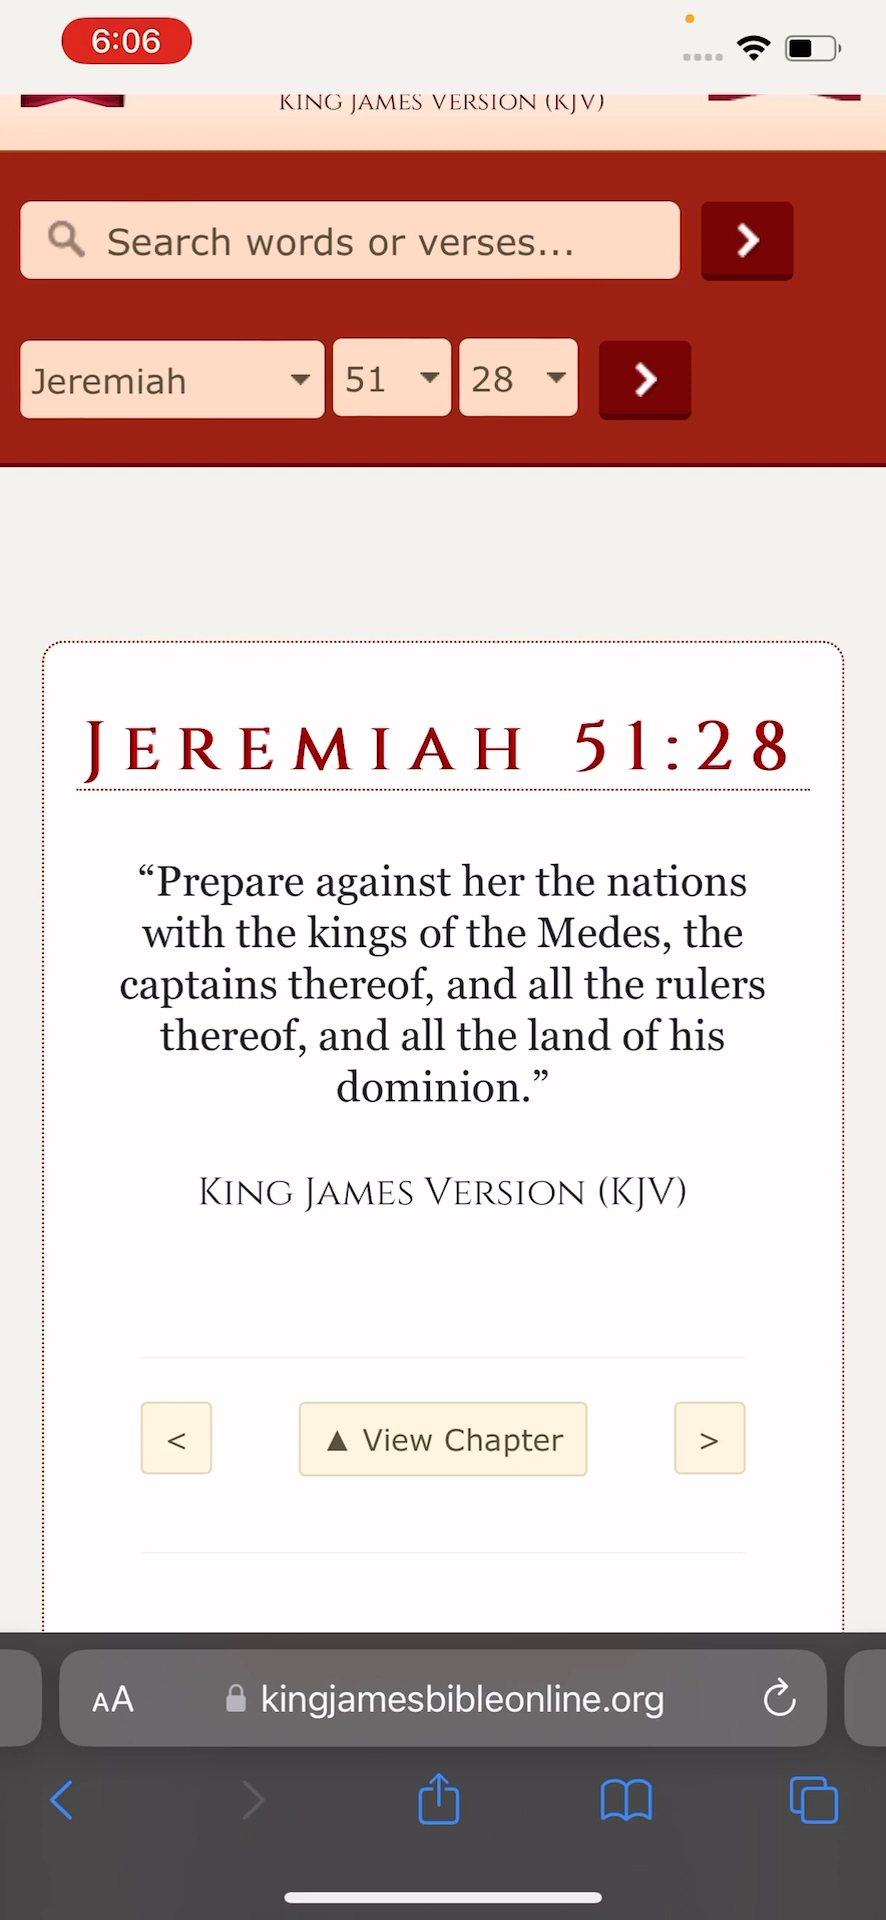 6:06
KING JAMES VERSION (KJV)
Search words or verses...
Jeremiah 51 28
JEREMIAH 51:28
“Prepare against her the nations
with the kings of the Medes, the
captains thereof, and all the rulers
thereof, and all the land of his
dominion.”
KING JAMES VERSION (KJV)
< ▲ View Chapter >
AA kingjamesbibleonline.org